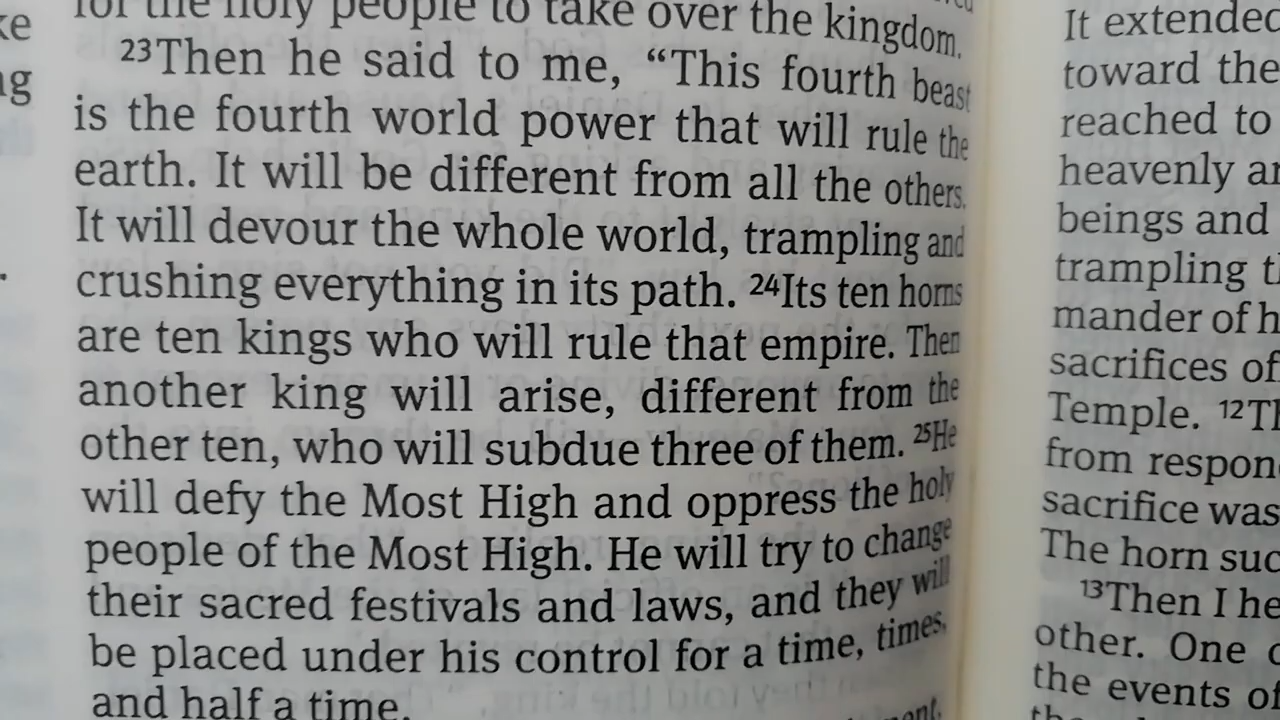 for the holy people to take over the kingdom.
²³Then he said to me, “This fourth beast
is the fourth world power that will rule the
earth. It will be different from all the others.
It will devour the whole world, trampling and
crushing everything in its path. ²⁴Its ten horns
are ten kings who will rule that empire. Then
another king will arise, different from the
other ten, who will subdue three of them. ²⁵He
will defy the Most High and oppress the holy
people of the Most High. He will try to change
their sacred festivals and laws, and they will
be placed under his control for a time, times,
and half a time.
It extended
toward the
reached to
heavenly
beings and
trampling
mander of
sacrifices of
Temple. ¹²
from
sacrifice was
The horn
¹³Then I
other. One
the events of